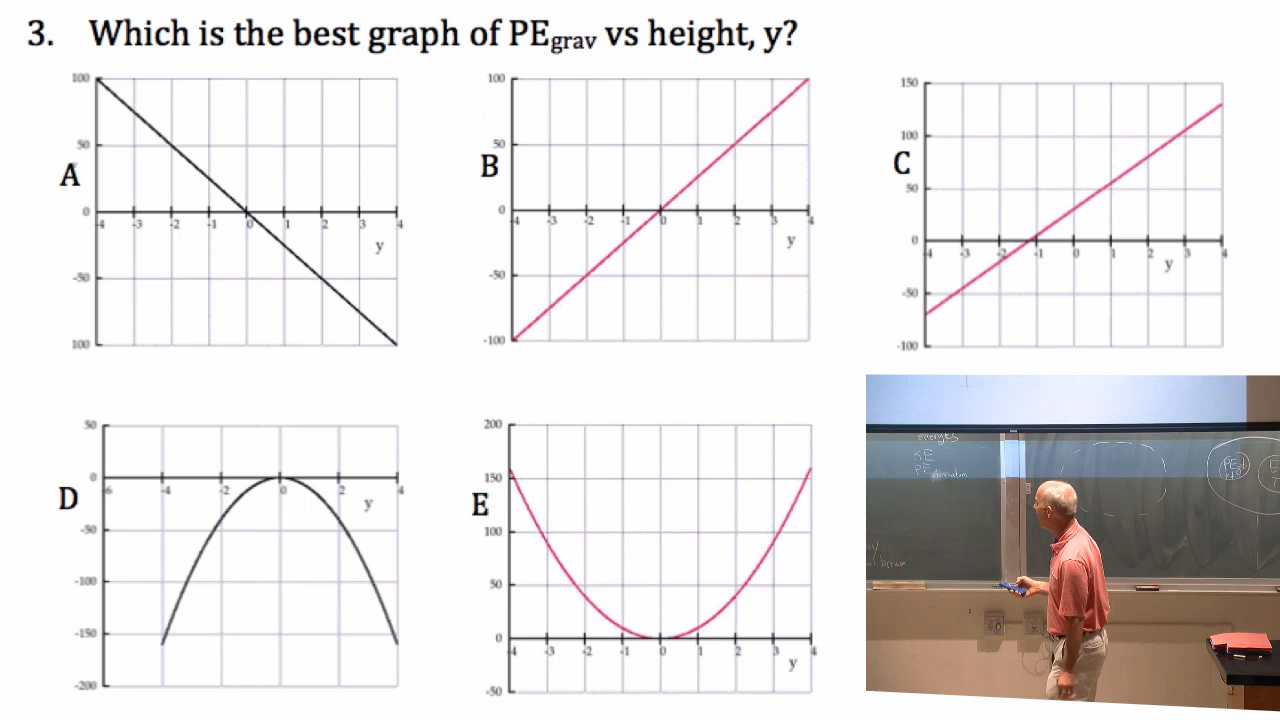 3. Which is the best graph of PEgrav vs height, y?
100
50
0
-50
100
-4 -3 -2 -1 0 1 2 3 4
y
A
100
50
0
-50
-100
-4 -3 -2 -1 0 1 2 3 4
y
B
150
100
50
0
-50
-100
-4 -3 -2 -1 0 1 2 3 4
y
C
50
0
-50
-100
-150
-200
-6 -4 -2 0 2 4
y
D
200
150
100
50
0
-50
-4 -3 -2 -1 0 1 2 3 4
y
E
energies
KE
PE